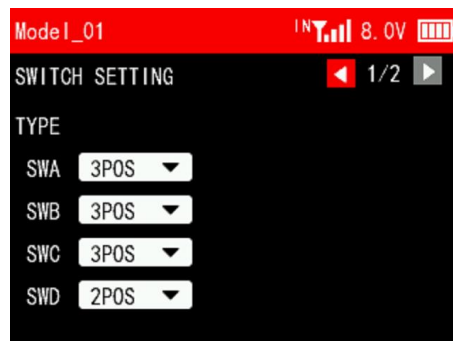 Model_01 IN 8.0V
SWITCH SETTING 1/2
TYPE
SWA 3POS
SWB 3POS
SWC 3POS
SWD 2POS